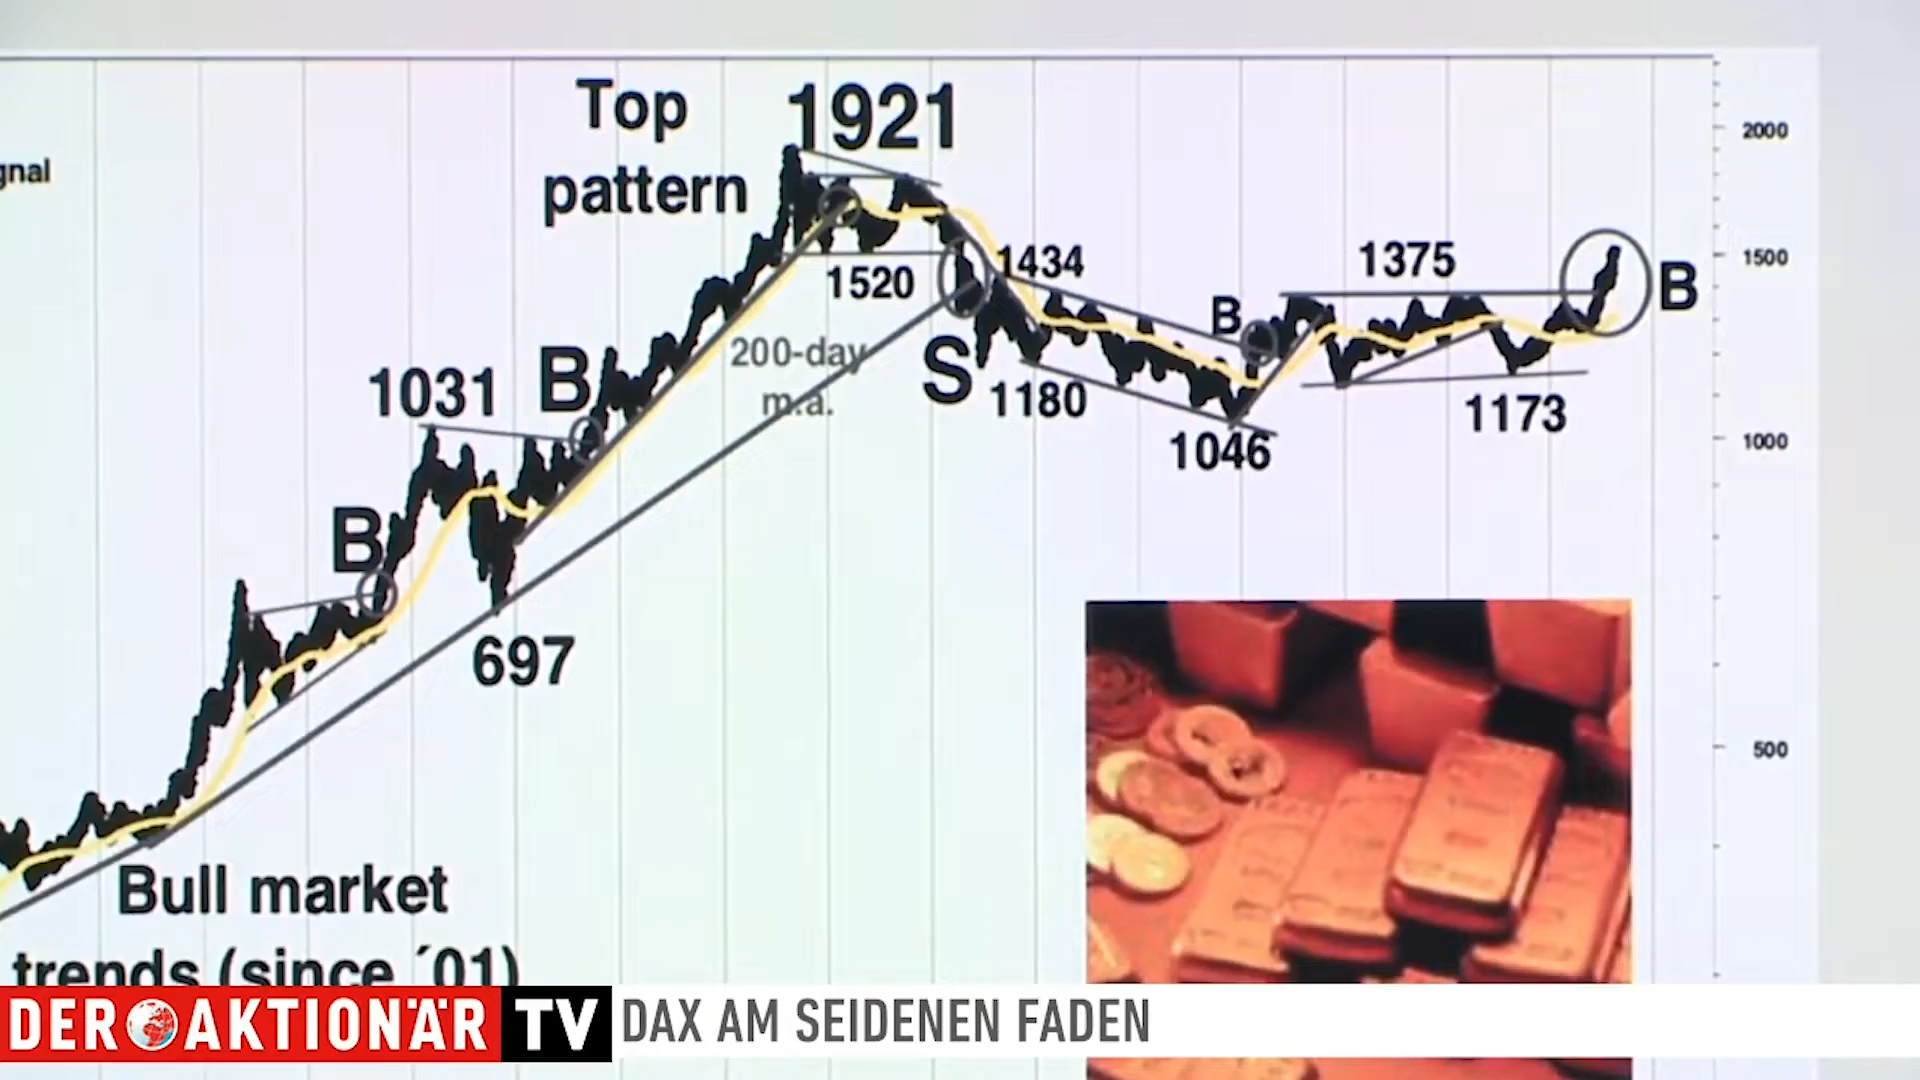 Top
pattern
1921
gnal
2000
1500
1000
500
1434
1375
1520
B
B
200-day
m.a.
S
1180
1046
1173
1031
B
B
697
Bull market
trends (since ´01)
DER AKTIONÄR TV
DAX AM SEIDENEN FADEN